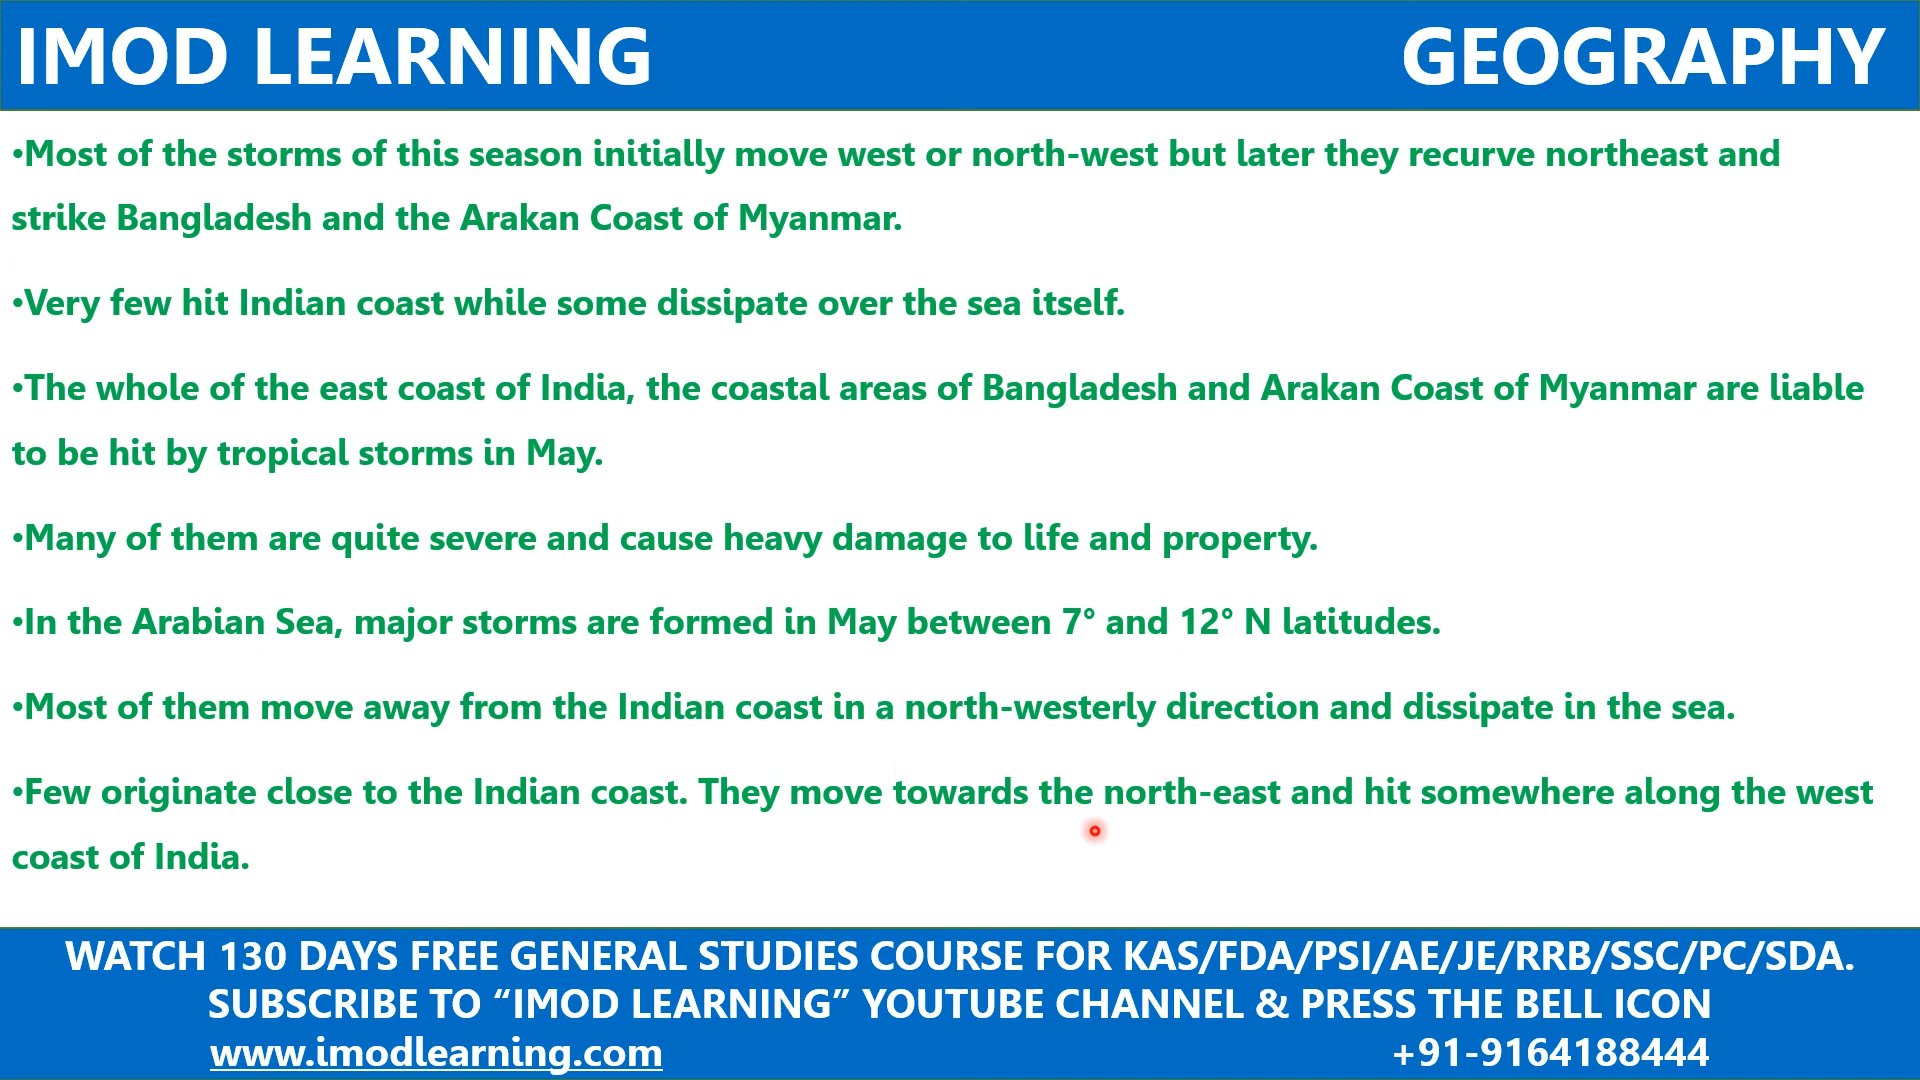 IMOD LEARNING GEOGRAPHY
•Most of the storms of this season initially move west or north-west but later they recurve northeast and
strike Bangladesh and the Arakan Coast of Myanmar.
•Very few hit Indian coast while some dissipate over the sea itself.
•The whole of the east coast of India, the coastal areas of Bangladesh and Arakan Coast of Myanmar are liable
to be hit by tropical storms in May.
•Many of them are quite severe and cause heavy damage to life and property.
•In the Arabian Sea, major storms are formed in May between 7° and 12° N latitudes.
•Most of them move away from the Indian coast in a north-westerly direction and dissipate in the sea.
•Few originate close to the Indian coast. They move towards the north-east and hit somewhere along the west
coast of India.
WATCH 130 DAYS FREE GENERAL STUDIES COURSE FOR KAS/FDA/PSI/AE/JE/RRB/SSC/PC/SDA.
SUBSCRIBE TO “IMOD LEARNING” YOUTUBE CHANNEL & PRESS THE BELL ICON
www.imodlearning.com +91-9164188444